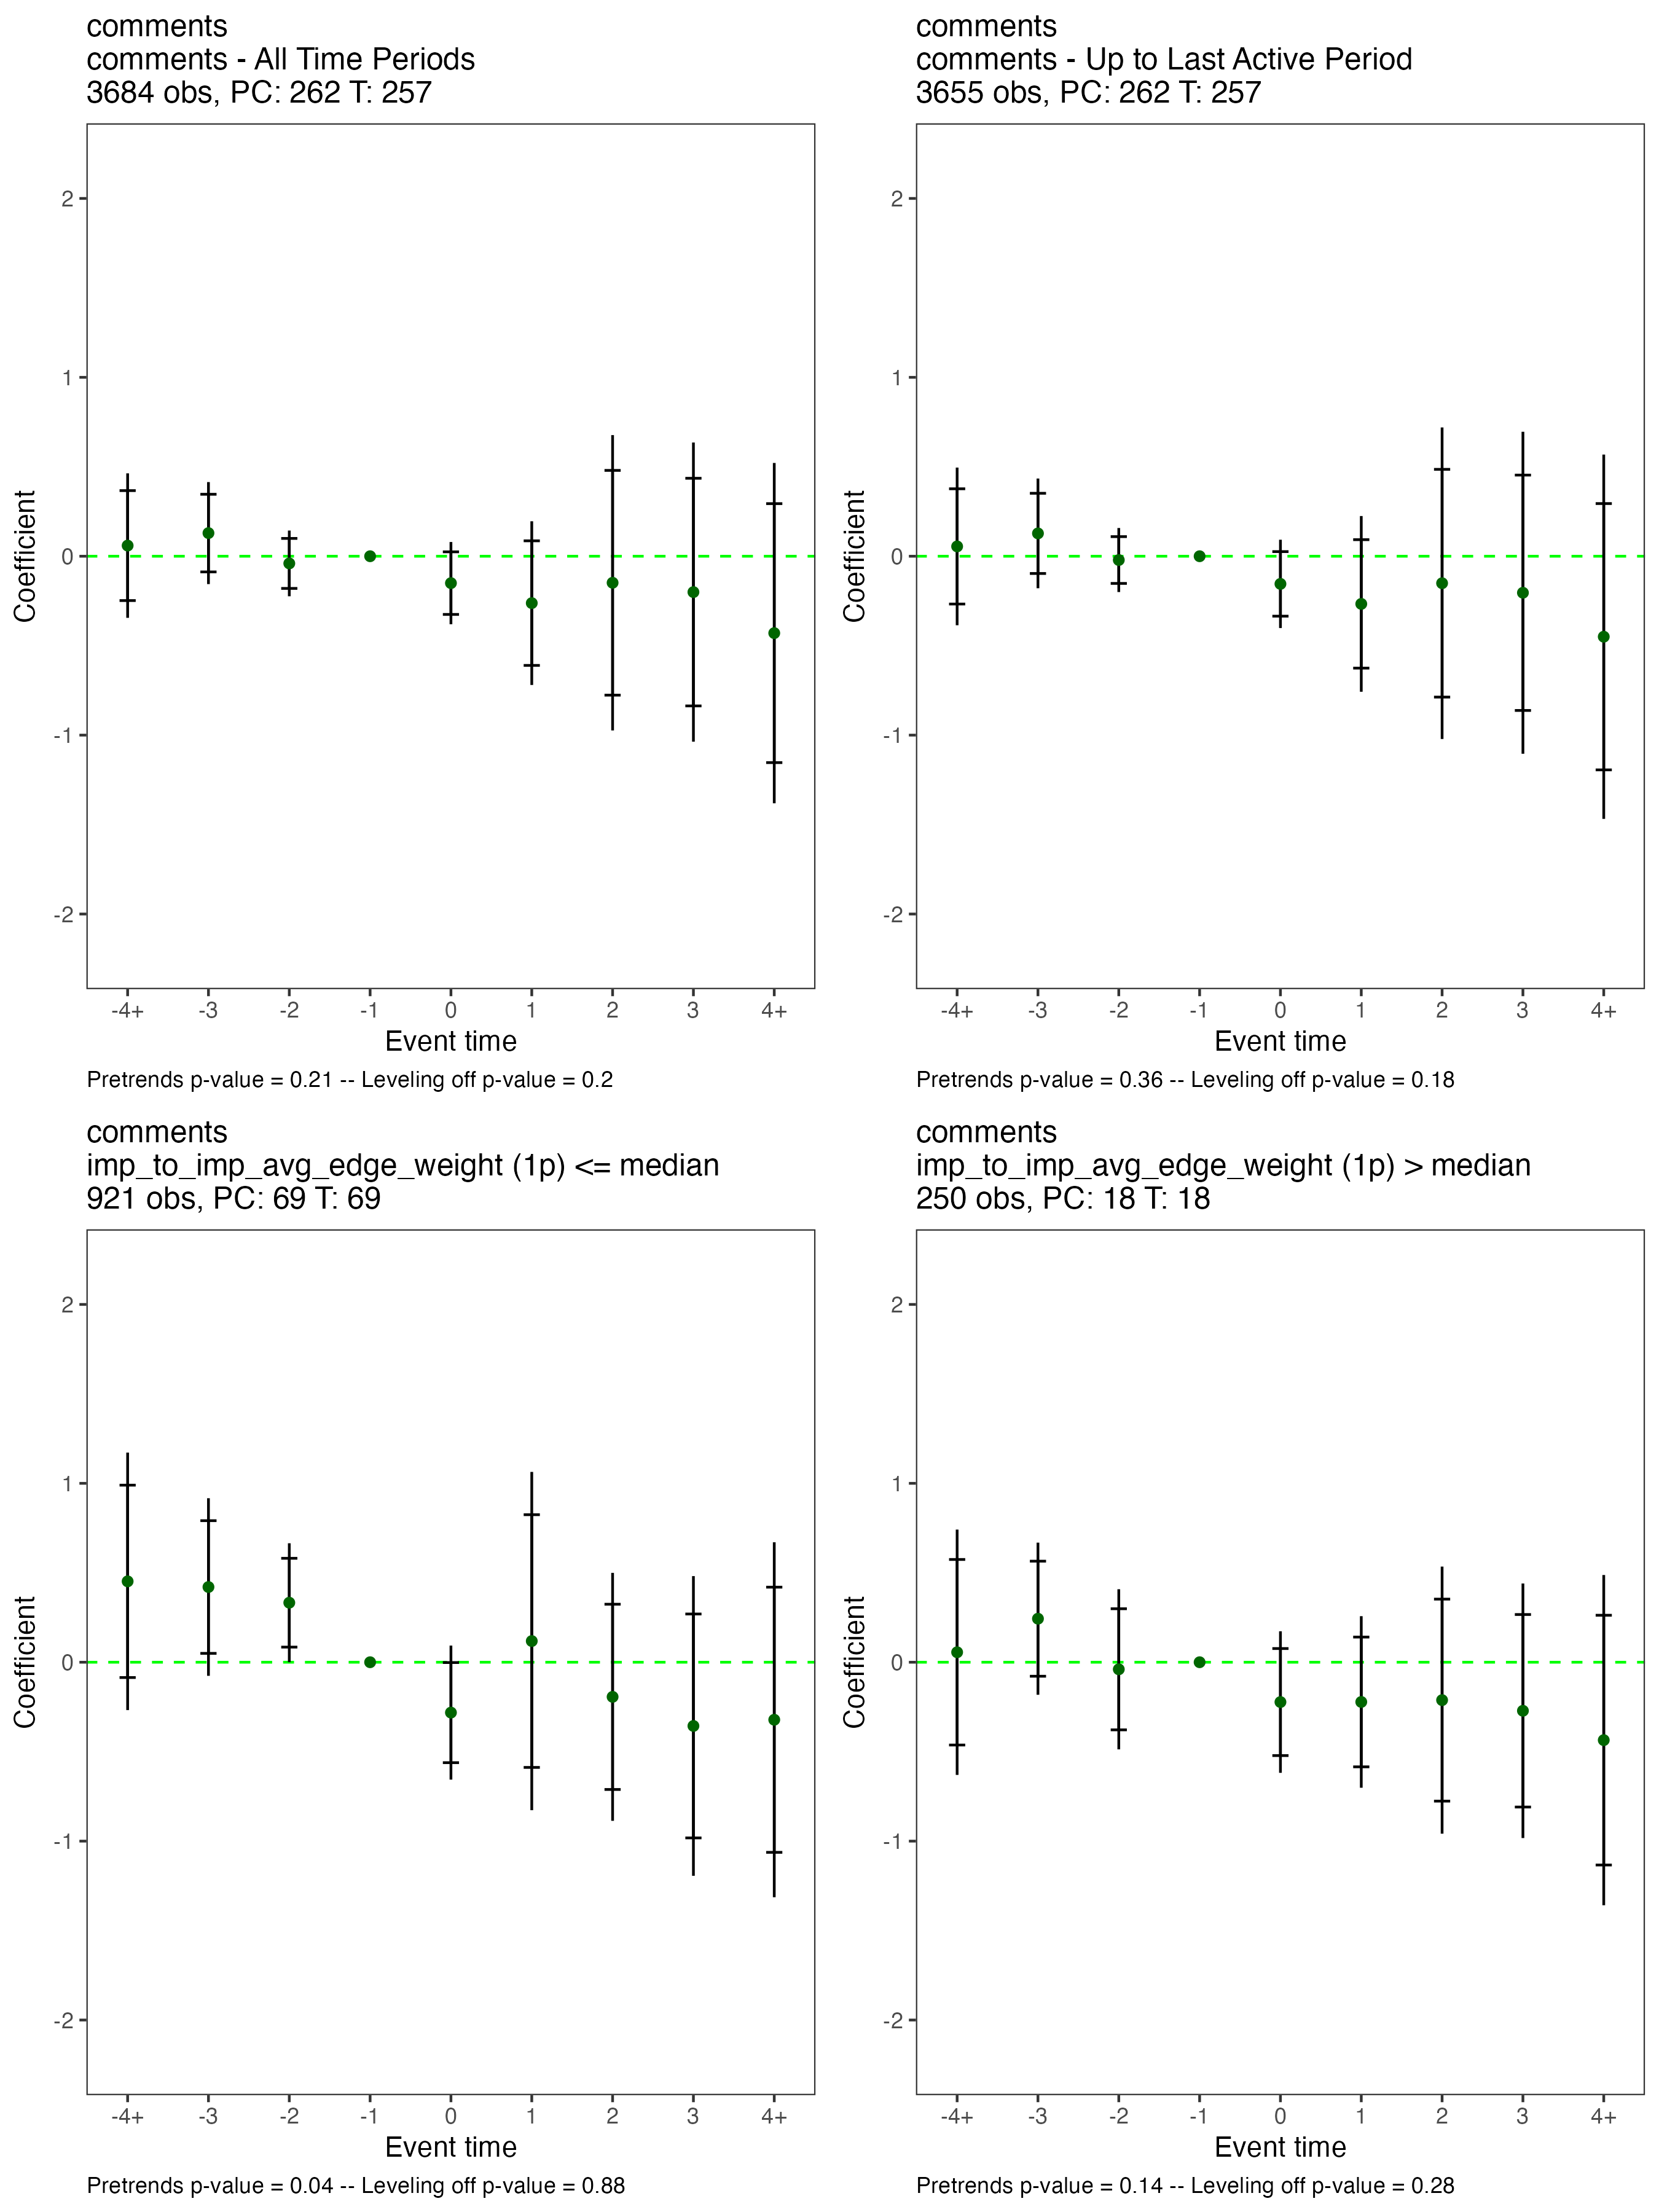 comments
comments - All Time Periods
3684 obs, PC: 262 T: 257
2
1
0
-1
-2
Coefficient
-4+ -3 -2 -1 0 1 2 3 4+
Event time
Pretrends p-value = 0.21 -- Leveling off p-value = 0.2
comments
comments - Up to Last Active Period
3655 obs, PC: 262 T: 257
2
1
0
-1
-2
Coefficient
-4+ -3 -2 -1 0 1 2 3 4+
Event time
Pretrends p-value = 0.36 -- Leveling off p-value = 0.18
comments
imp_to_imp_avg_edge_weight (1p) <= median
921 obs, PC: 69 T: 69
2
1
0
-1
-2
Coefficient
-4+ -3 -2 -1 0 1 2 3 4+
Event time
Pretrends p-value = 0.04 -- Leveling off p-value = 0.88
comments
imp_to_imp_avg_edge_weight (1p) > median
250 obs, PC: 18 T: 18
2
1
0
-1
-2
Coefficient
-4+ -3 -2 -1 0 1 2 3 4+
Event time
Pretrends p-value = 0.14 -- Leveling off p-value = 0.28